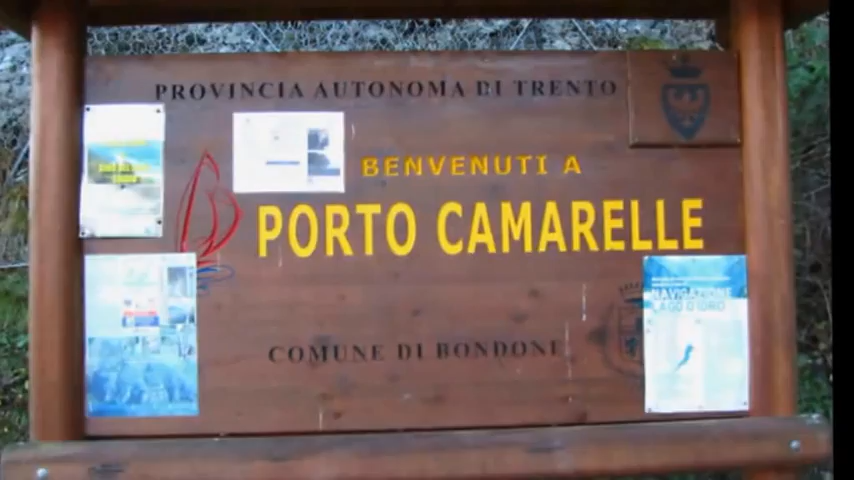 PROVINCIA AUTONOMA DI TRENTO
BENVENUTI A
PORTO CAMARELLE
NAVIGAZIONE
LAGO D'IDRO
COMUNE DI BONDONE